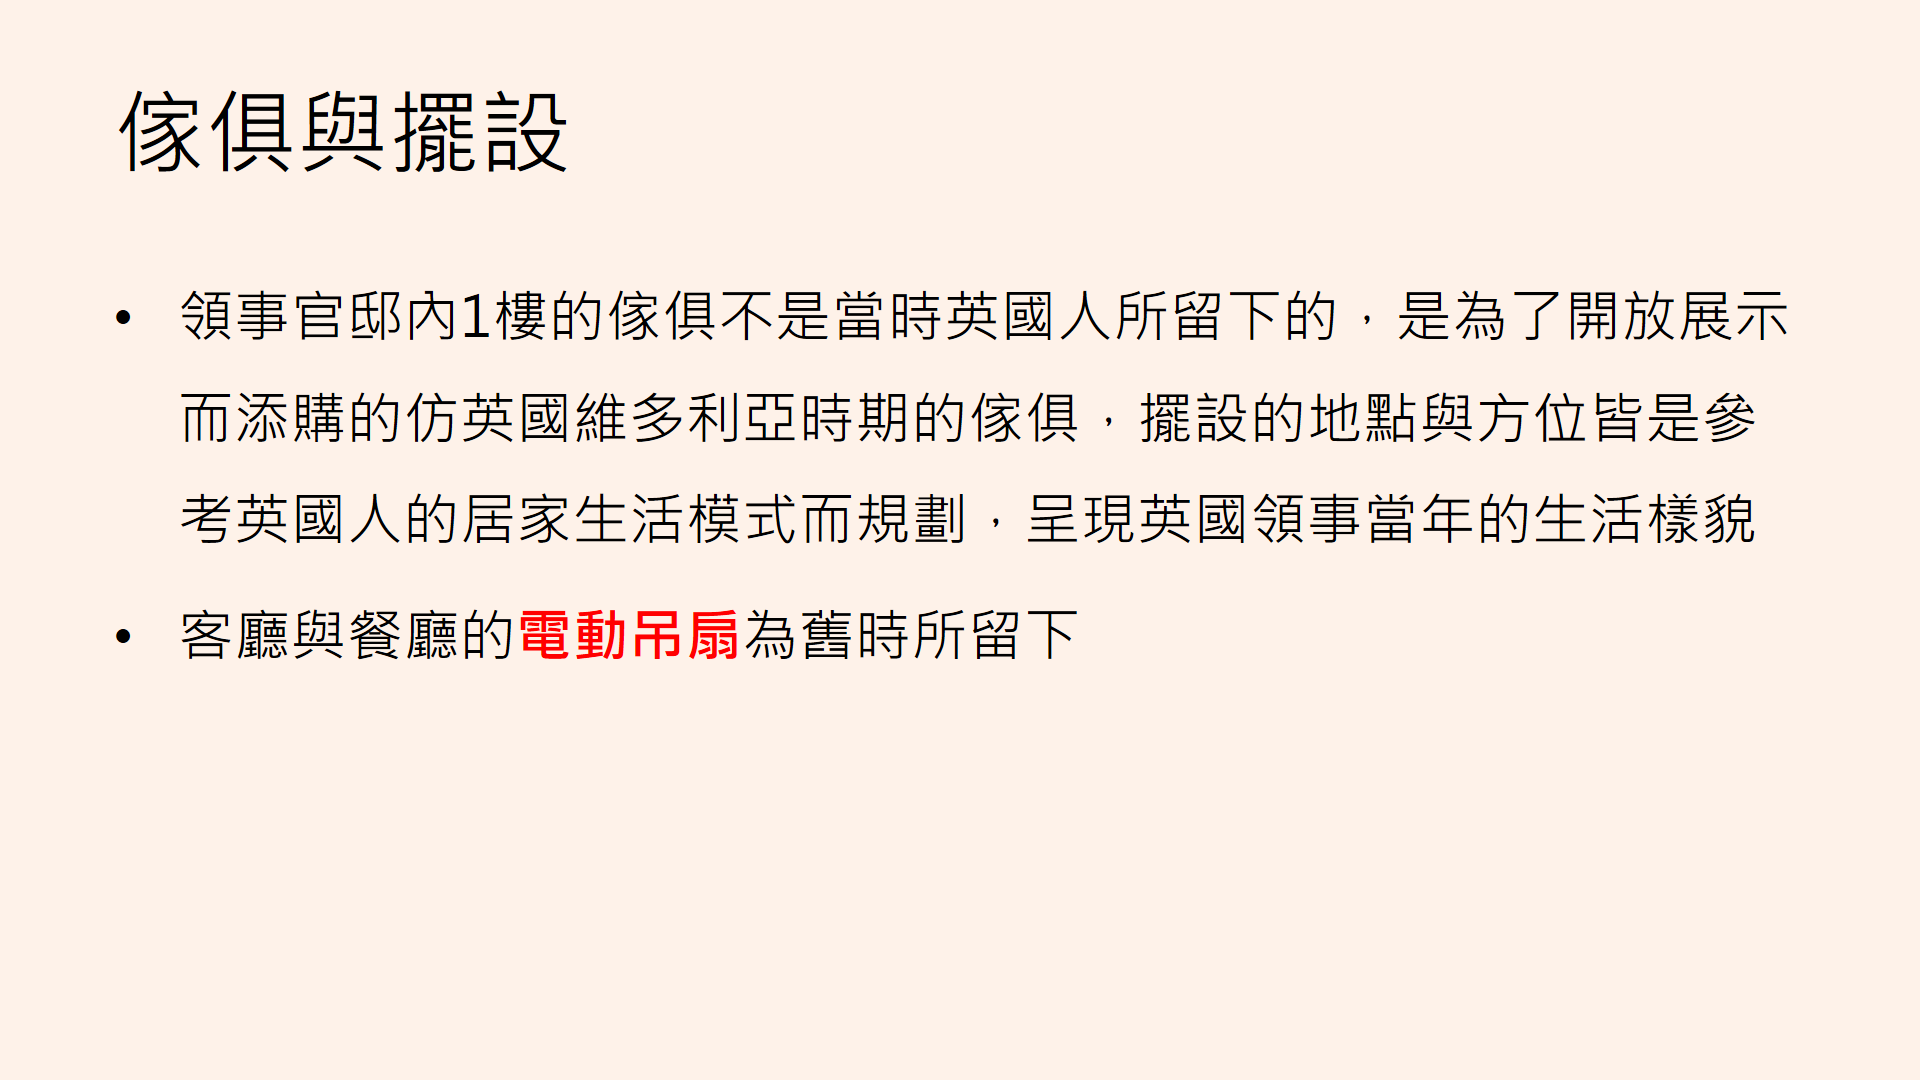 傢俱與擺設
• 領事官邸內1樓的傢俱不是當時英國人所留下的，是為了開放展示
而添購的仿英國維多利亞時期的傢俱，擺設的地點與方位皆是參
考英國人的居家生活模式而規劃，呈現英國領事當年的生活樣貌
• 客廳與餐廳的電動吊扇為舊時所留下